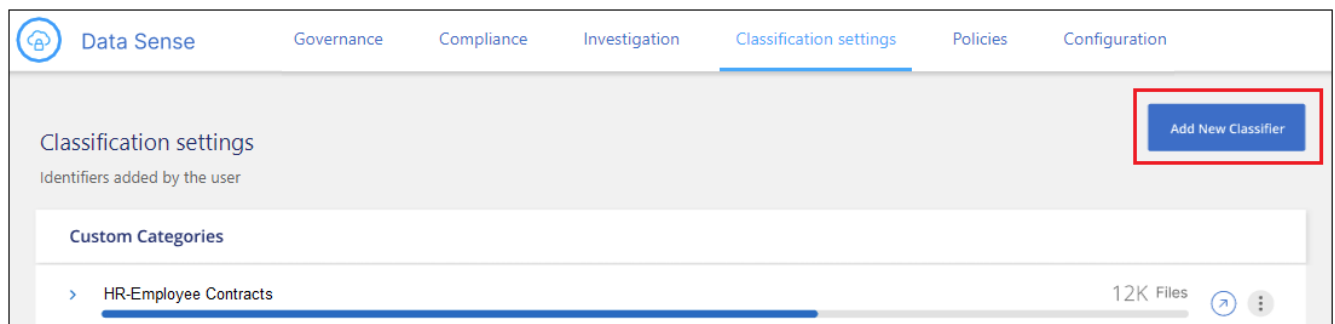 Data Sense Governance Compliance Investigation Classification settings Policies Configuration
Add New Classifier
Classification settings
Identifiers added by the user
Custom Categories
HR-Employee Contracts 12K Files